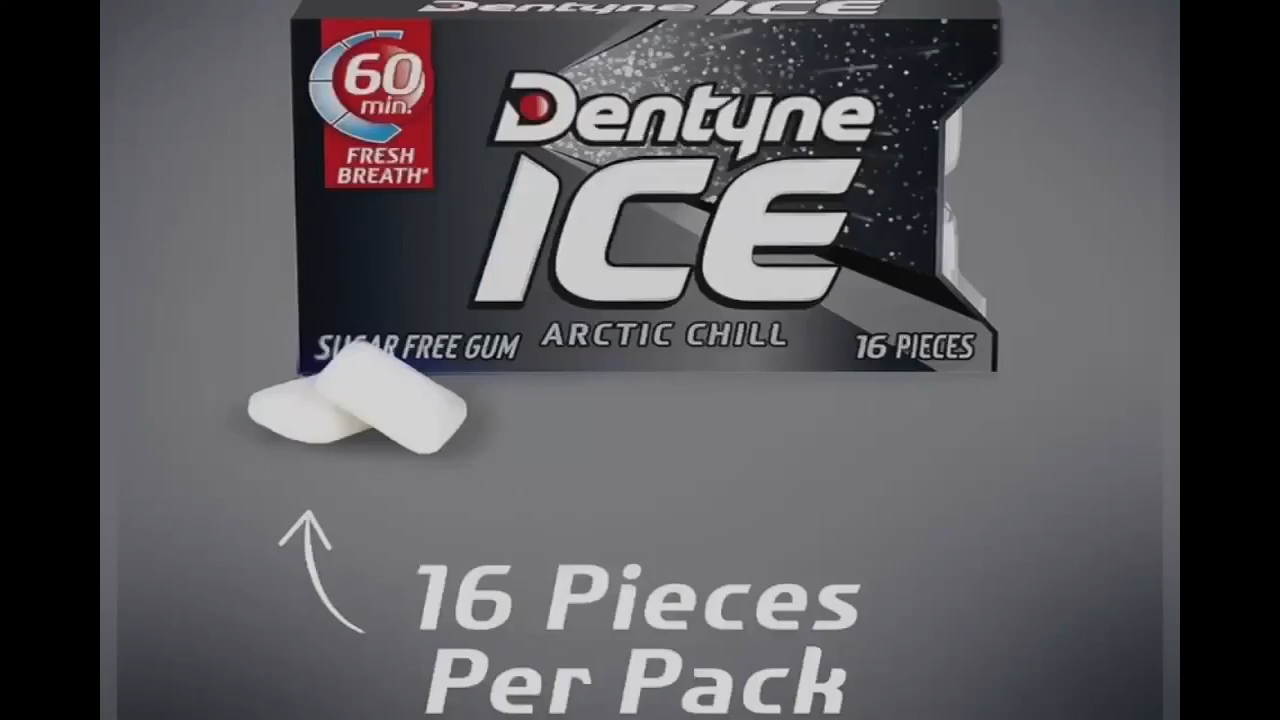 Dentyne ICE
60
min.
FRESH
BREATH*
Dentyne
ICE
ARCTIC CHILL
SUGAR FREE GUM
16 PIECES
16 Pieces
Per Pack